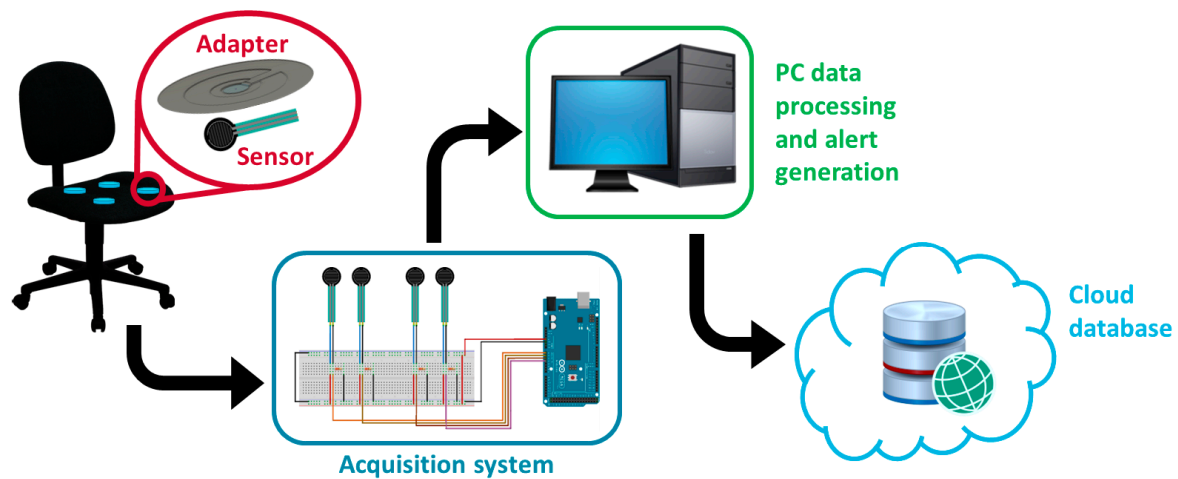 Adapter
Sensor
PC data
processing
and alert
generation
Cloud
database
Acquisition system